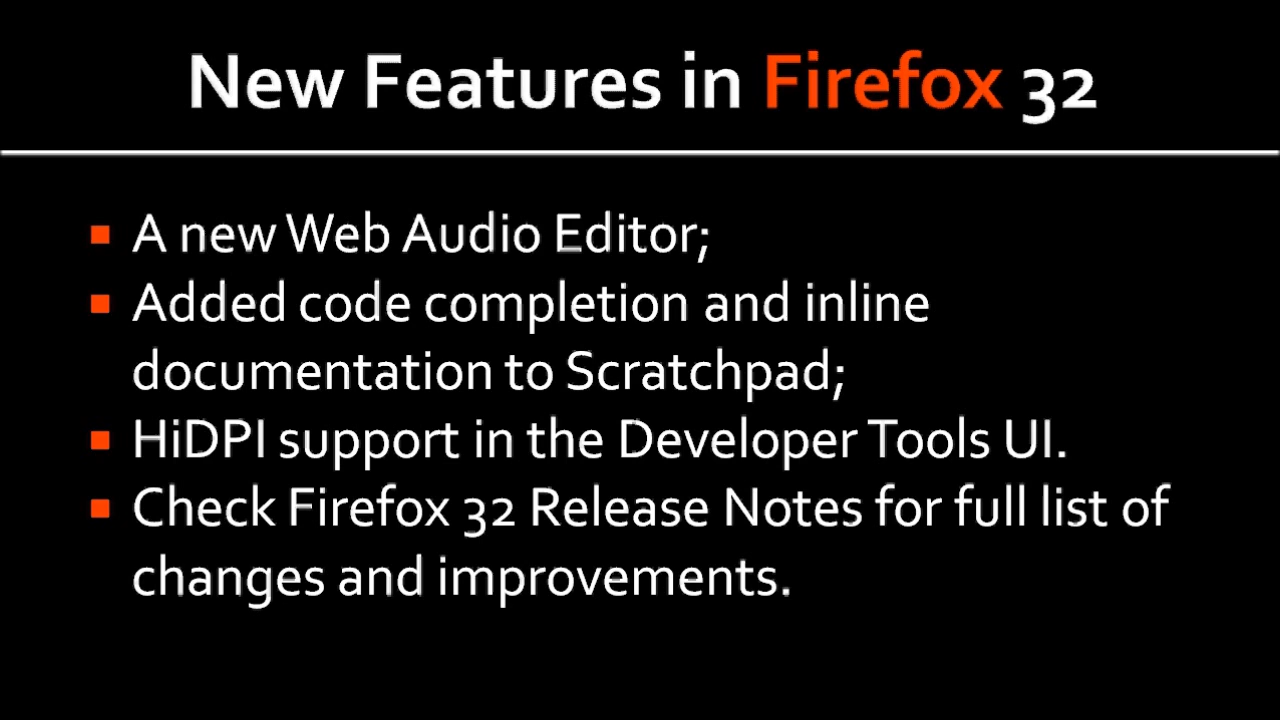 New Features in Firefox 32
A new Web Audio Editor;
Added code completion and inline
documentation to Scratchpad;
HiDPI support in the Developer Tools UI.
Check Firefox 32 Release Notes for full list of
changes and improvements.